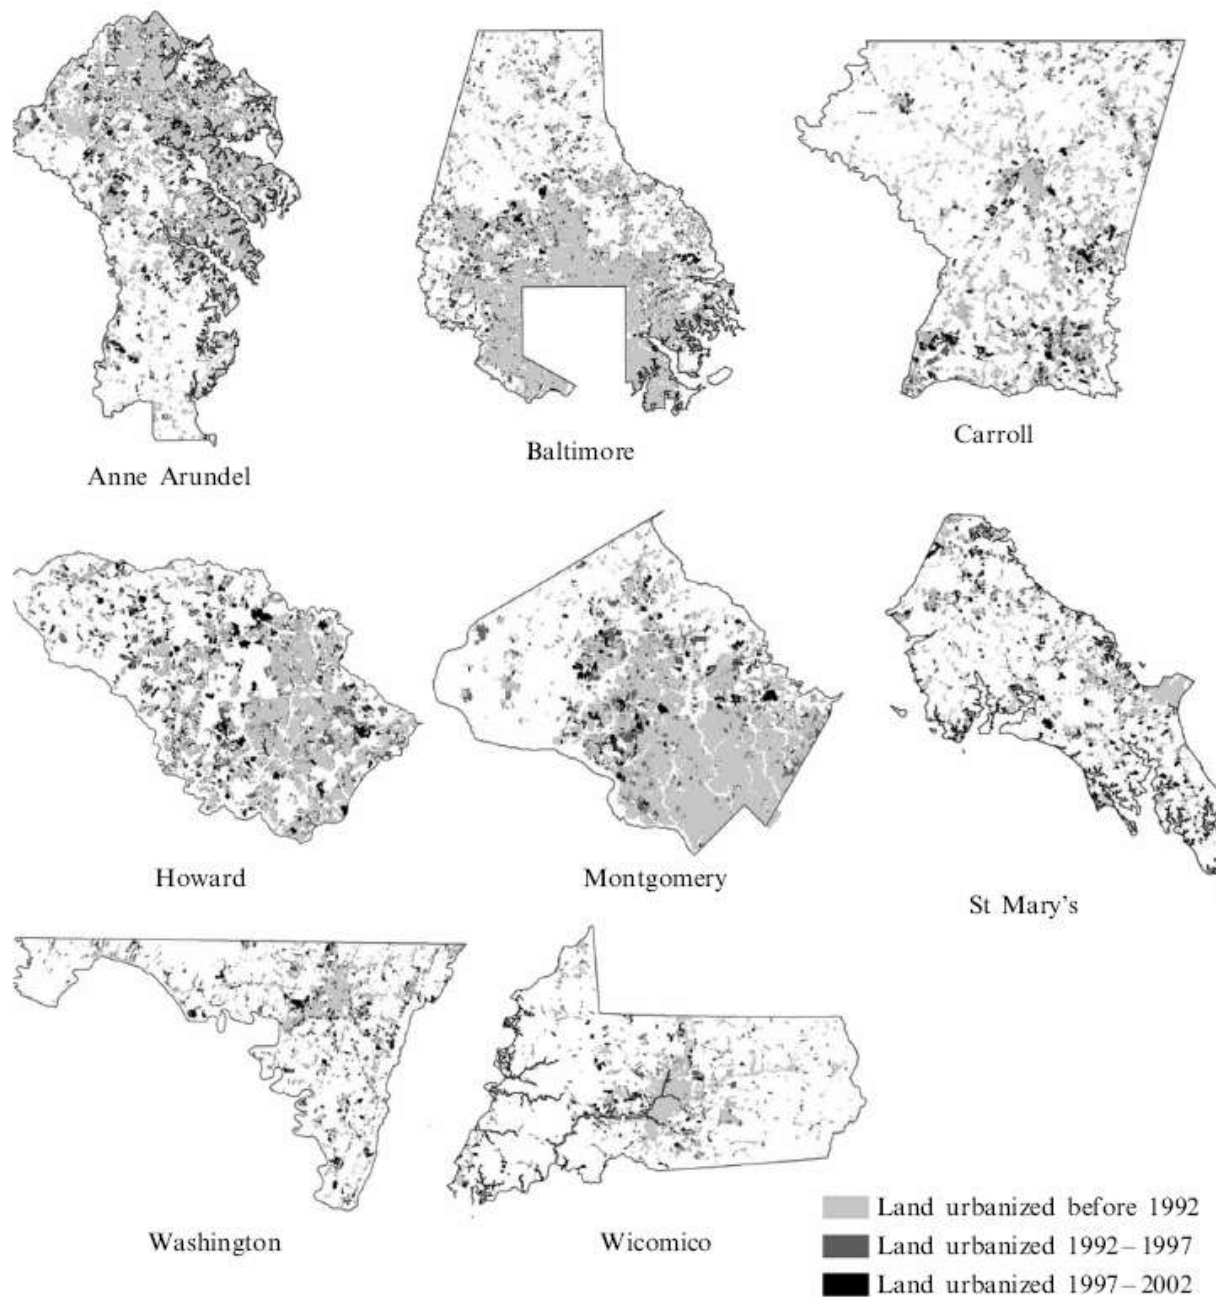 Anne Arundel
Baltimore
Carroll
Howard
Montgomery
St Mary's
Washington
Wicomico
Land urbanized before 1992
Land urbanized 1992–1997
Land urbanized 1997–2002